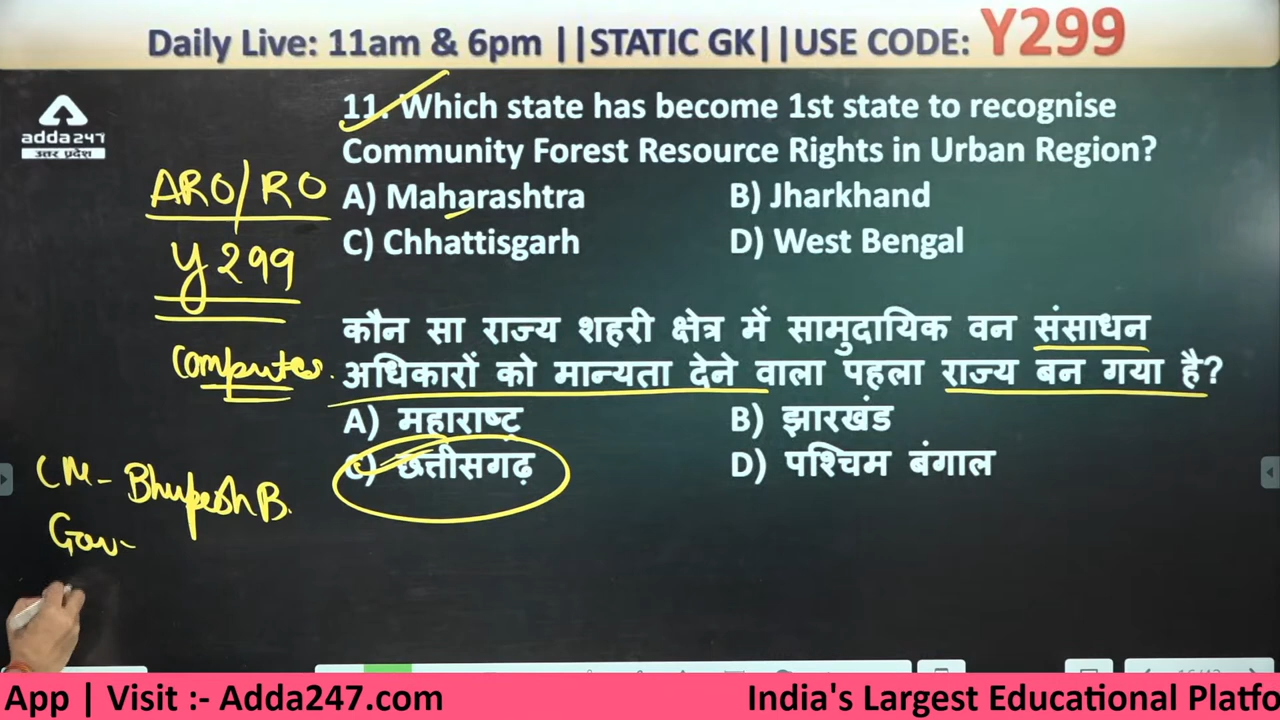 Daily Live: 11am & 6pm ||STATIC GK||USE CODE: Y299
adda247
उत्तर प्रदेश
11. Which state has become 1st state to recognise
Community Forest Resource Rights in Urban Region?
A) Maharashtra B) Jharkhand
C) Chhattisgarh D) West Bengal
ARO/RO
Y299
Computer.
कौन सा राज्य शहरी क्षेत्र में सामुदायिक वन संसाधन
अधिकारों को मान्यता देने वाला पहला राज्य बन गया है?
A) महाराष्ट्र B) झारखंड
C) छत्तीसगढ़ D) पश्चिम बंगाल
CM- Bhupesh B.
Gov-
App | Visit :- Adda247.com India's Largest Educational Platfo